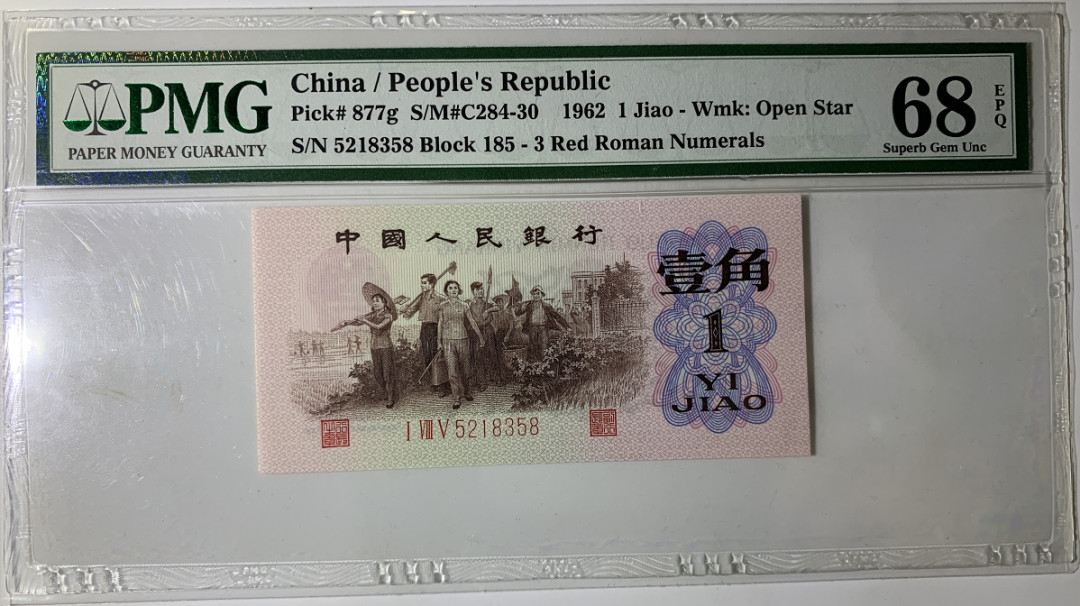 PMG
PAPER MONEY GUARANTY
China / People's Republic
Pick# 877g S/M#C284-30 1962 1 Jiao - Wmk: Open Star
S/N 5218358 Block 185 - 3 Red Roman Numerals
68
EPQ
Superb Gem Unc
中國人民銀行
壹角
1
YI
JIAO
I VIII V 5218358